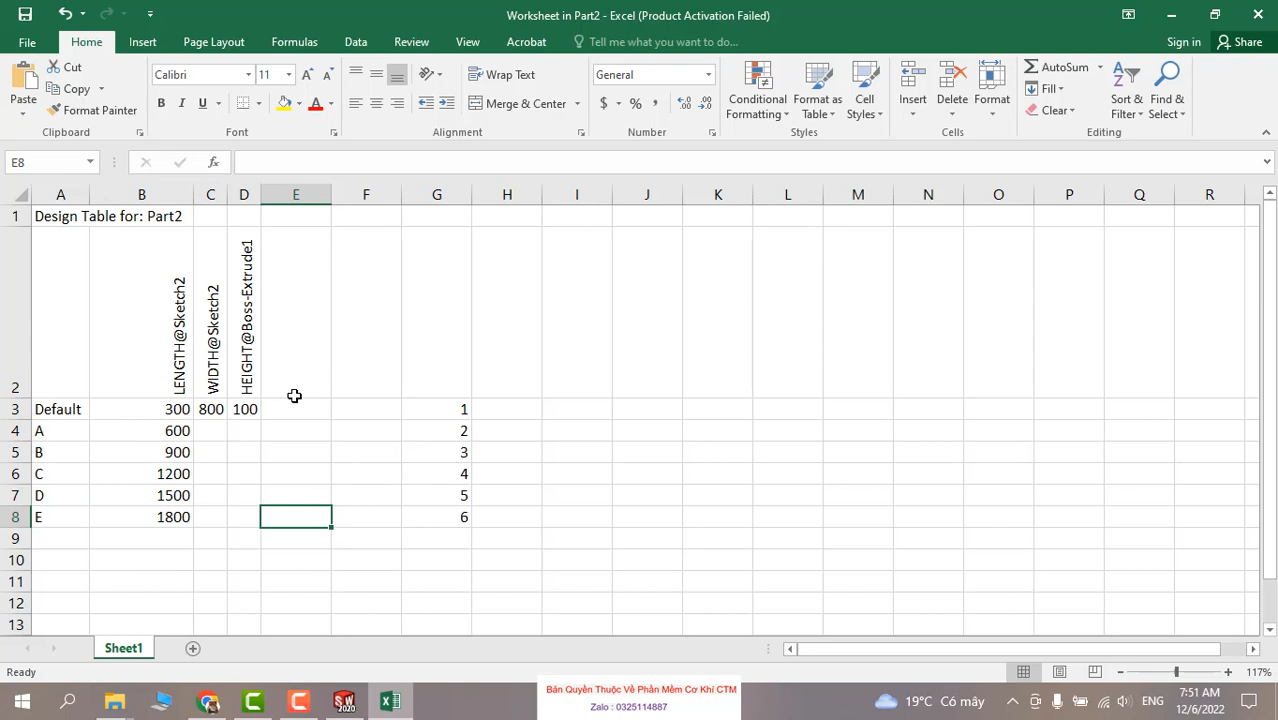 Worksheet in Part2 - Excel (Product Activation Failed)
File Home Insert Page Layout Formulas Data Review View Acrobat Tell me what you want to do... Sign in Share
Paste Cut Copy Format Painter
Calibri 11
B I U A
Wrap Text
Merge & Center
General
$ % ,
Conditional Formatting
Format as Table
Cell Styles
Insert Delete Format
AutoSum
Fill
Clear
Sort & Filter
Find & Select
Clipboard Font Alignment Number Styles Cells Editing
E8 fx
A B C D E F G H I J K L M N O P Q R
1 Design Table for: Part2
2 LENGTH@Sketch2 WIDTH@Sketch2 HEIGHT@Boss-Extrude1
3 Default 300 800 100 1
4 A 600 2
5 B 900 3
6 C 1200 4
7 D 1500 5
8 E 1800 6
9
10
11
12
13
Sheet1
Ready 117%
Bản Quyền Thuộc Về Phần Mềm Cơ Khí CTM
Zalo : 0325114887
19°C Có mây ENG 7:51 AM
12/6/2022
SW 2020